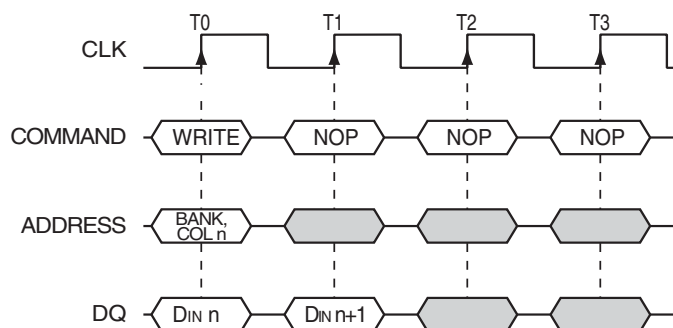 T0 T1 T2 T3
CLK
COMMAND WRITE NOP NOP NOP
ADDRESS BANK, COL n
DQ DIN n DIN n+1